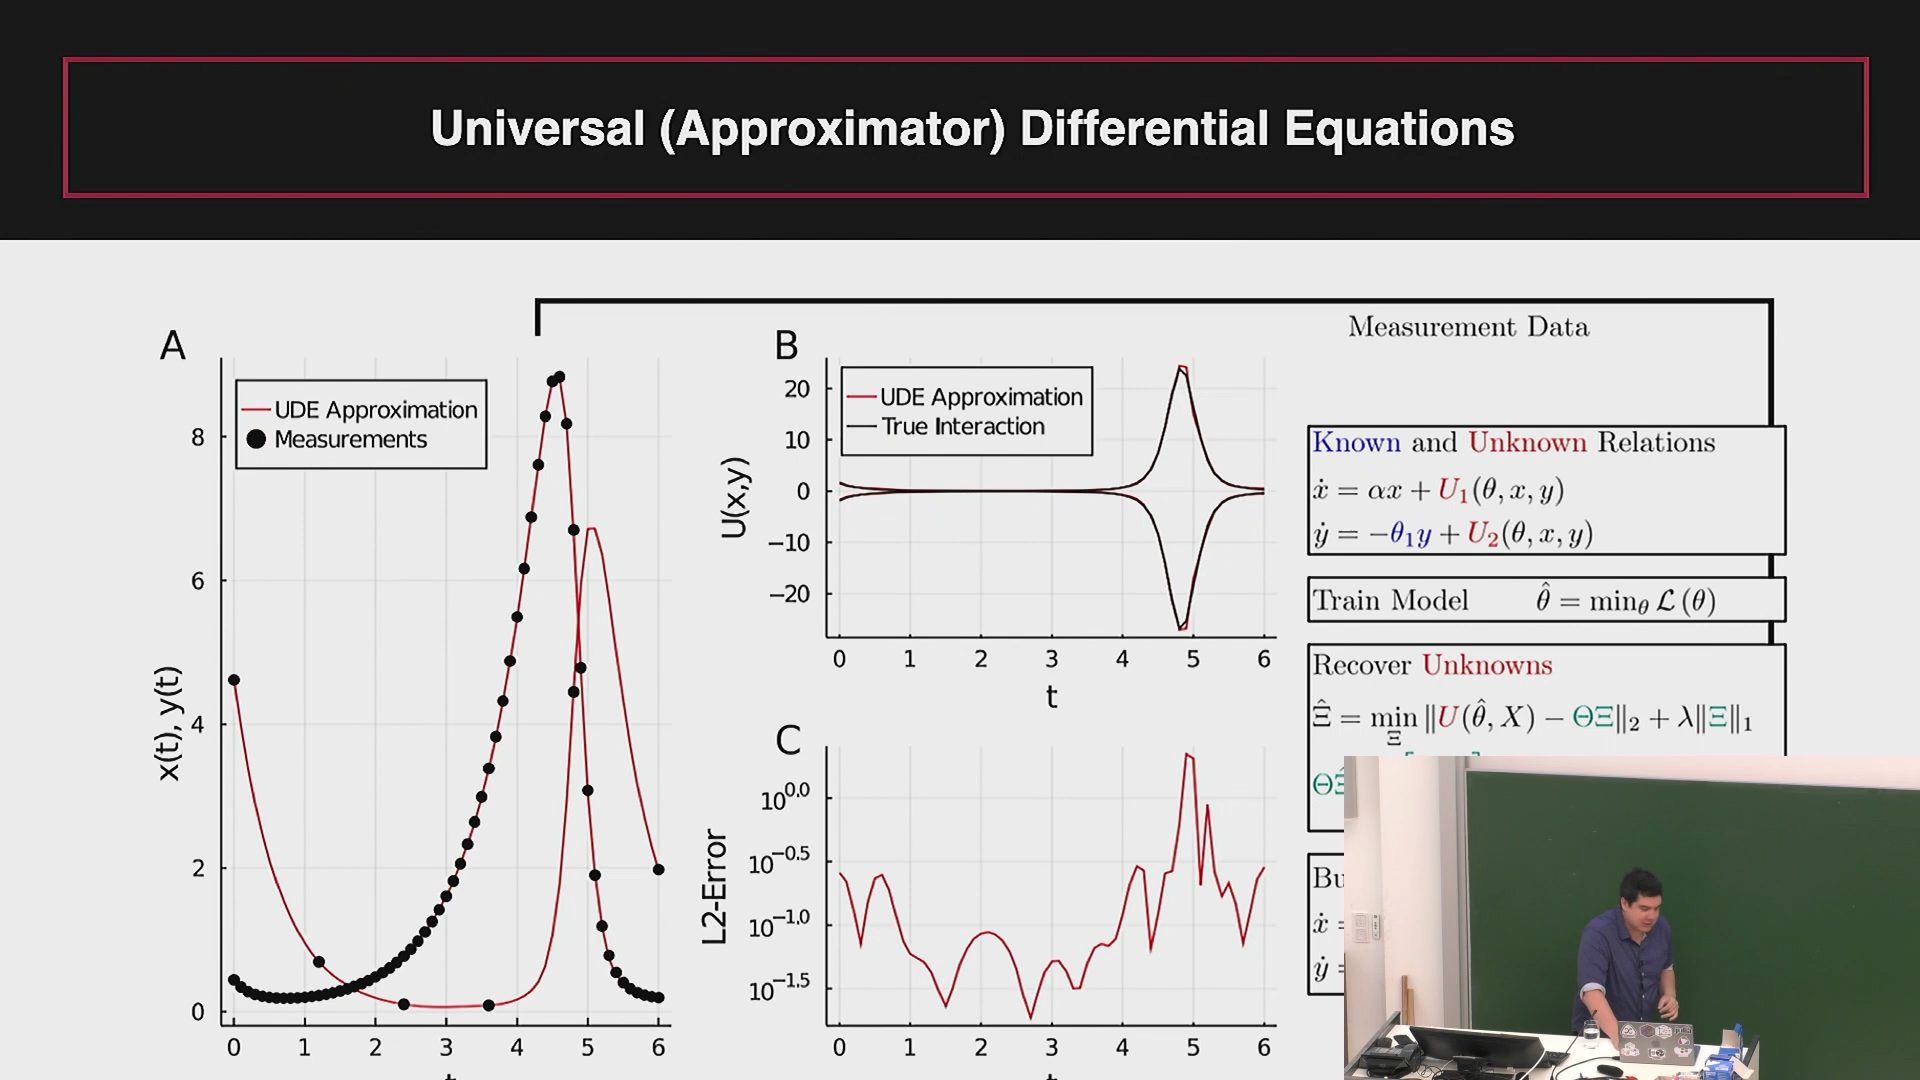 Universal (Approximator) Differential Equations
A
UDE Approximation
Measurements
8
6
4
2
0
x(t), y(t)
0 1 2 3 4 5 6
B
UDE Approximation
True Interaction
20
10
0
−10
−20
U(x,y)
0 1 2 3 4 5 6
t
C
10^0.0
10^−0.5
10^−1.0
10^−1.5
L2-Error
0 1 2 3 4 5 6
Measurement Data
Known and Unknown Relations
ẋ = αx + U₁(θ, x, y)
ẏ = −θ₁y + U₂(θ, x, y)
Train Model θ̂ = min_θ ℒ(θ)
Recover Unknowns
Ξ̂ = min_Ξ ‖U(θ̂, X) − ΘΞ‖₂ + λ‖Ξ‖₁
Bu
ẋ =
ẏ =